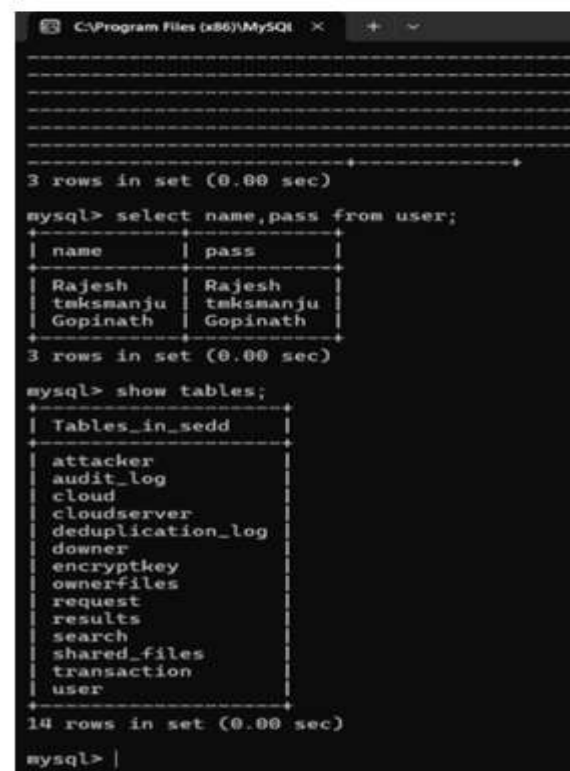 C:\Program Files (x86)\MySQL
3 rows in set (0.00 sec)
mysql> select name,pass from user;
| name | pass |
| Rajesh | Rajesh |
| tmksmanju | tmksmanju |
| Gopinath | Gopinath |
3 rows in set (0.00 sec)
mysql> show tables;
| Tables_in_sedd |
| attacker |
| audit_log |
| cloud |
| cloudserver |
| deduplication_log |
| downer |
| encryptkey |
| ownerfiles |
| request |
| results |
| search |
| shared_files |
| transaction |
| user |
14 rows in set (0.00 sec)
mysql> |